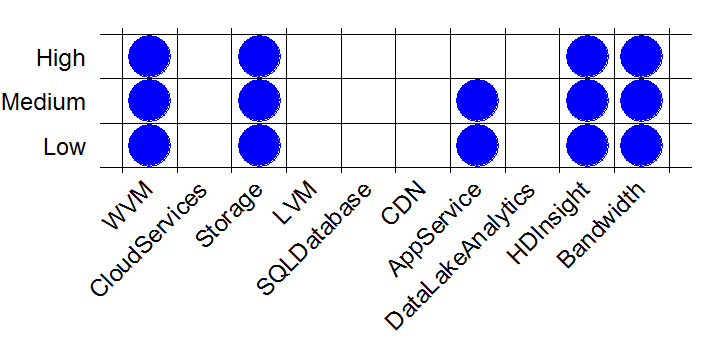 High
Medium
Low
WVM
CloudServices
Storage
LVM
SQLDatabase
CDN
AppService
DataLakeAnalytics
HDInsight
Bandwidth